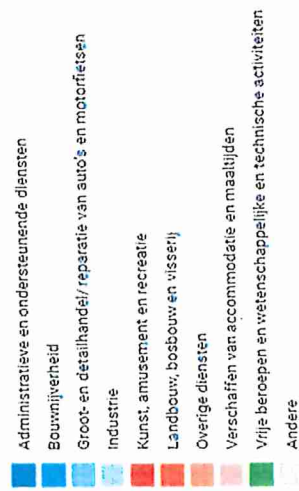 Administratieve en ondersteunende diensten
Bouwnijverheid
Groot- en detailhandel/ reparatie van auto's en motorfietsen
Industrie
Kunst, amusement en recreatie
Landbouw, bosbouw en visserij
Overige diensten
Verschaffen van accommodatie en maaltijden
Vrije beroepen en wetenschappelijke en technische activiteiten
Andere